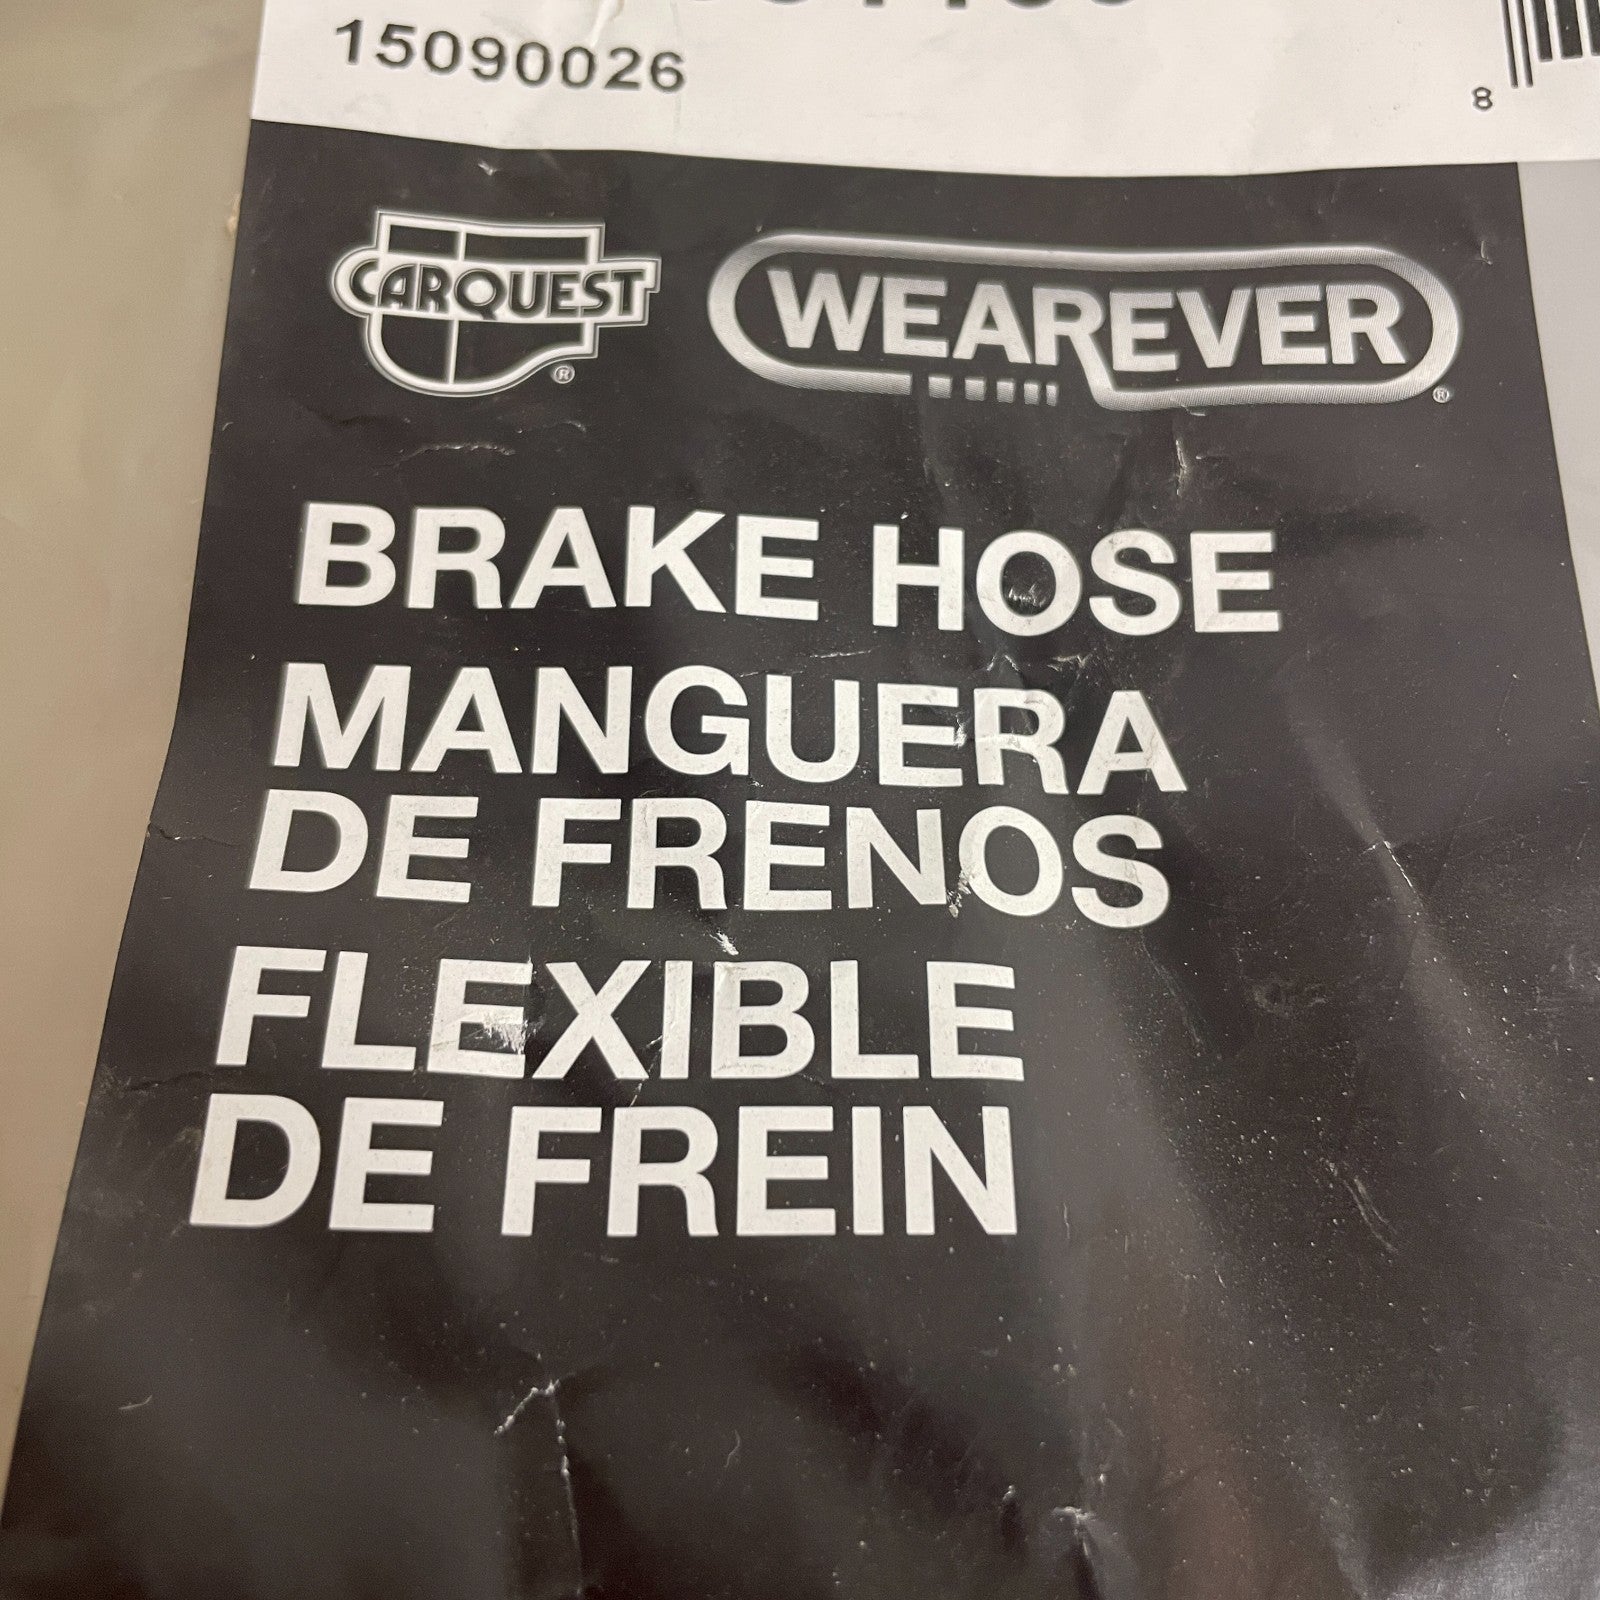 15090026
8
CARQUEST®
WEAREVER®
BRAKE HOSE
MANGUERA
DE FRENOS
FLEXIBLE
DE FREIN